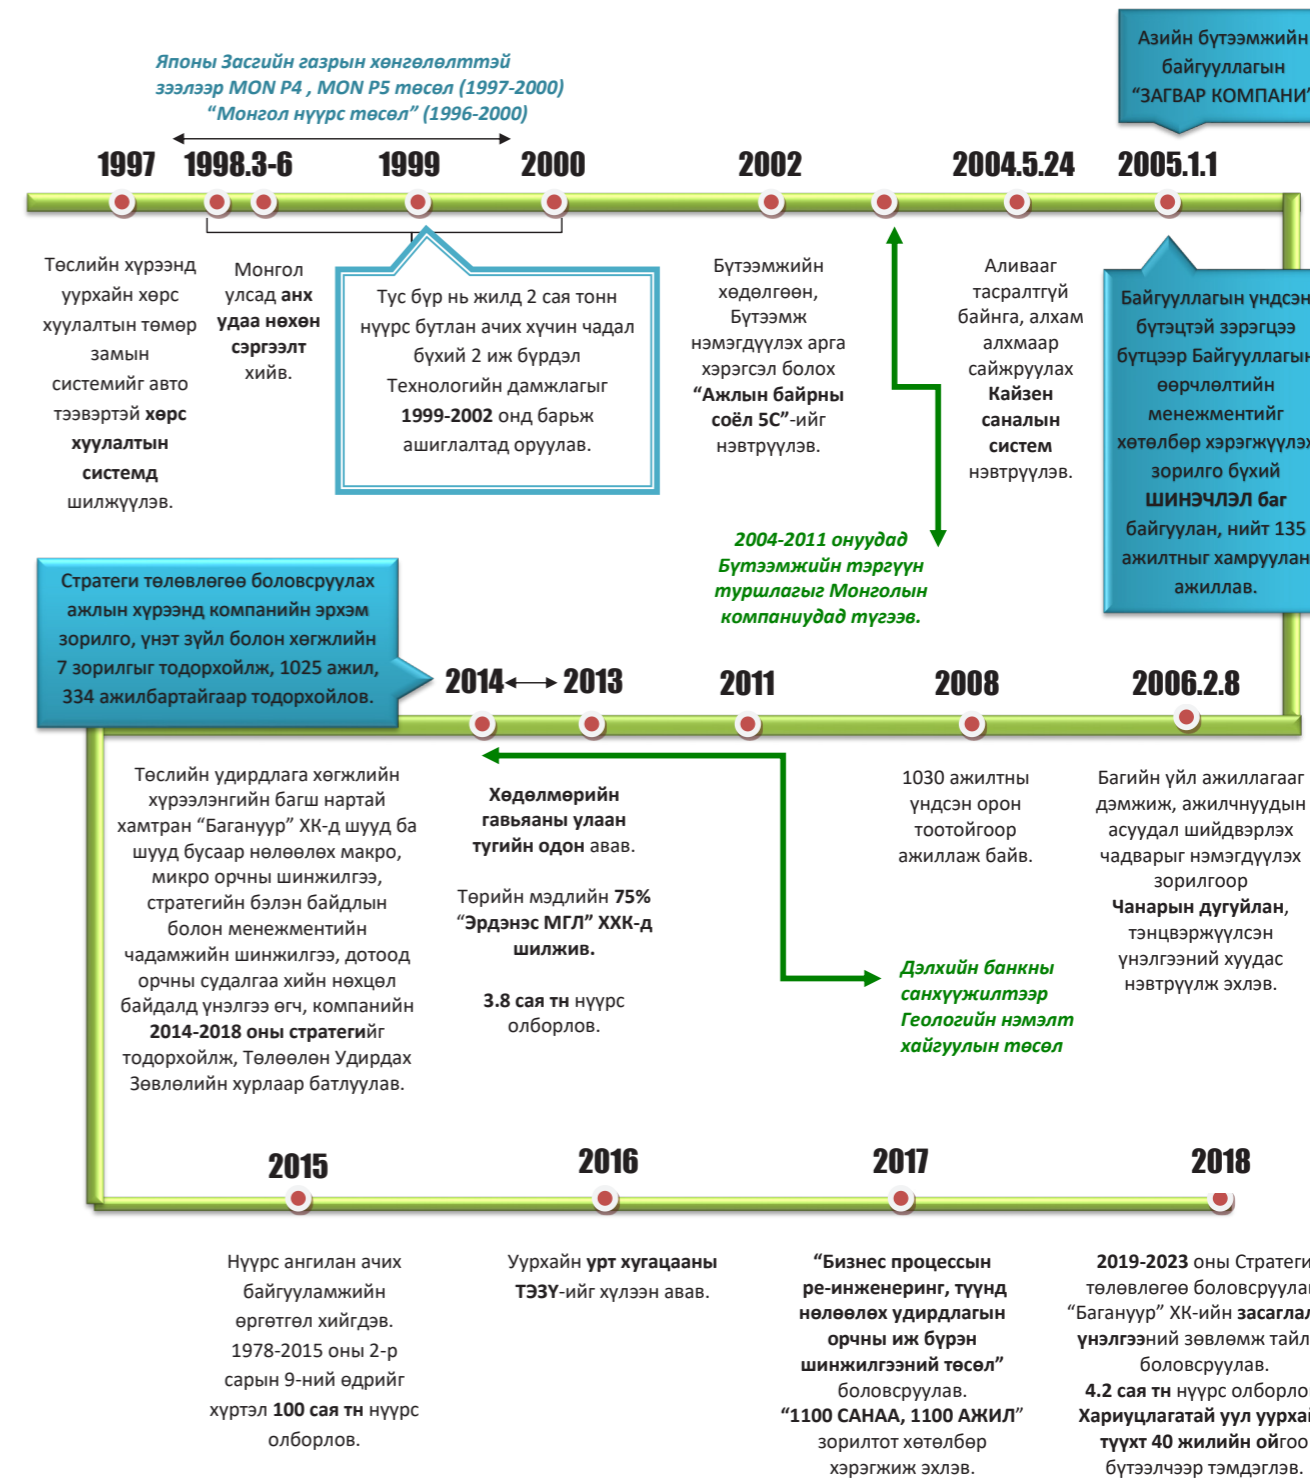 Японы Засгийн газрын хөнгөлөлттэй
зээлээр MON P4 , MON P5 төсөл (1997-2000)
“Монгол нүүрс төсөл” (1996-2000)
Азийн бүтээмжийн
байгууллагын
“ЗАГВАР КОМПАНИ”
1997
1998.3-6
1999
2000
2002
2004.5.24
2005.1.1
Төслийн хүрээнд
уурхайн хөрс
хуулалтын төмөр
замын
системийг авто
тээвэртэй хөрс
хуулалтын
системд
шилжүүлэв.
Монгол
улсад анх
удаа нөхөн
сэргээлт
хийв.
Тус бүр нь жилд 2 сая тонн
нүүрс бутлан ачих хүчин чадал
бүхий 2 иж бүрдэл
Технологийн дамжлагыг
1999-2002 онд барьж
ашиглалтад оруулав.
Бүтээмжийн
хөдөлгөөн,
Бүтээмж
нэмэгдүүлэх арга
хэрэгсэл болох
“Ажлын байрны
соёл 5С”-ийг
нэвтрүүлэв.
Аливааг
тасралтгүй
байнга, алхам
алхмаар
сайжруулах
Кайзен
саналын
систем
нэвтрүүлэв.
Байгууллагын үндсэн
бүтэцтэй зэрэгцээ
бүтцээр Байгууллагын
өөрчлөлтийн
менежментийг
хөтөлбөр хэрэгжүүлэх
зорилго бүхий
ШИНЭЧЛЭЛ баг
байгуулан, нийт 135
ажилтныг хамруулан
ажиллав.
2004-2011 онуудад
Бүтээмжийн тэргүүн
туршлагыг Монголын
компаниудад түгээв.
Стратеги төлөвлөгөө боловсруулах
ажлын хүрээнд компанийн эрхэм
зорилго, үнэт зүйл болон хөгжлийн
7 зорилгыг тодорхойлж, 1025 ажил,
334 ажилбартайгаар тодорхойлов.
2014
2013
2011
2008
2006.2.8
Төслийн удирдлага хөгжлийн
хүрээлэнгийн багш нартай
хамтран “Багануур” ХК-д шууд ба
шууд бусаар нөлөөлөх макро,
микро орчны шинжилгээ,
стратегийн бэлэн байдлын
болон менежментийн
чадамжийн шинжилгээ, дотоод
орчны судалгаа хийн нөхцөл
байдалд үнэлгээ өгч, компанийн
2014-2018 оны стратегийг
тодорхойлж, Төлөөлөн Удирдах
Зөвлөлийн хурлаар батлуулав.
Хөдөлмөрийн
гавьяаны улаан
тугийн одон авав.
Төрийн мэдлийн 75%
“Эрдэнэс МГЛ” ХХК-д
шилжив.
3.8 сая тн нүүрс
олборлов.
1030 ажилтны
үндсэн орон
тоотойгоор
ажиллаж байв.
Багийн үйл ажиллагааг
дэмжиж, ажилчнуудын
асуудал шийдвэрлэх
чадварыг нэмэгдүүлэх
зорилгоор
Чанарын дугуйлан,
тэнцвэржүүлсэн
үнэлгээний хуудас
нэвтрүүлж эхлэв.
Дэлхийн банкны
санхүүжилтээр
Геологийн нэмэлт
хайгуулын төсөл
2015
2016
2017
2018
Нүүрс ангилан ачих
байгууламжийн
өргөтгөл хийгдэв.
1978-2015 оны 2-р
сарын 9-ний өдрийг
хүртэл 100 сая тн нүүрс
олборлов.
Уурхайн урт хугацааны
ТЭЗҮ-ийг хүлээн авав.
“Бизнес процессын
ре-инженеринг, түүнд
нөлөөлөх удирдлагын
орчны иж бүрэн
шинжилгээний төсөл”
боловсруулав.
“1100 САНАА, 1100 АЖИЛ”
зорилтот хөтөлбөр
хэрэгжиж эхлэв.
2019-2023 оны Стратеги
төлөвлөгөө боловсруулав
“Багануур” ХК-ийн засаглал
үнэлгээний зөвлөмж тайл
боловсруулав.
4.2 сая тн нүүрс олборлов
Хариуцлагатай уул уурхай
түүхт 40 жилийн ойгоо
бүтээлчээр тэмдэглэв.